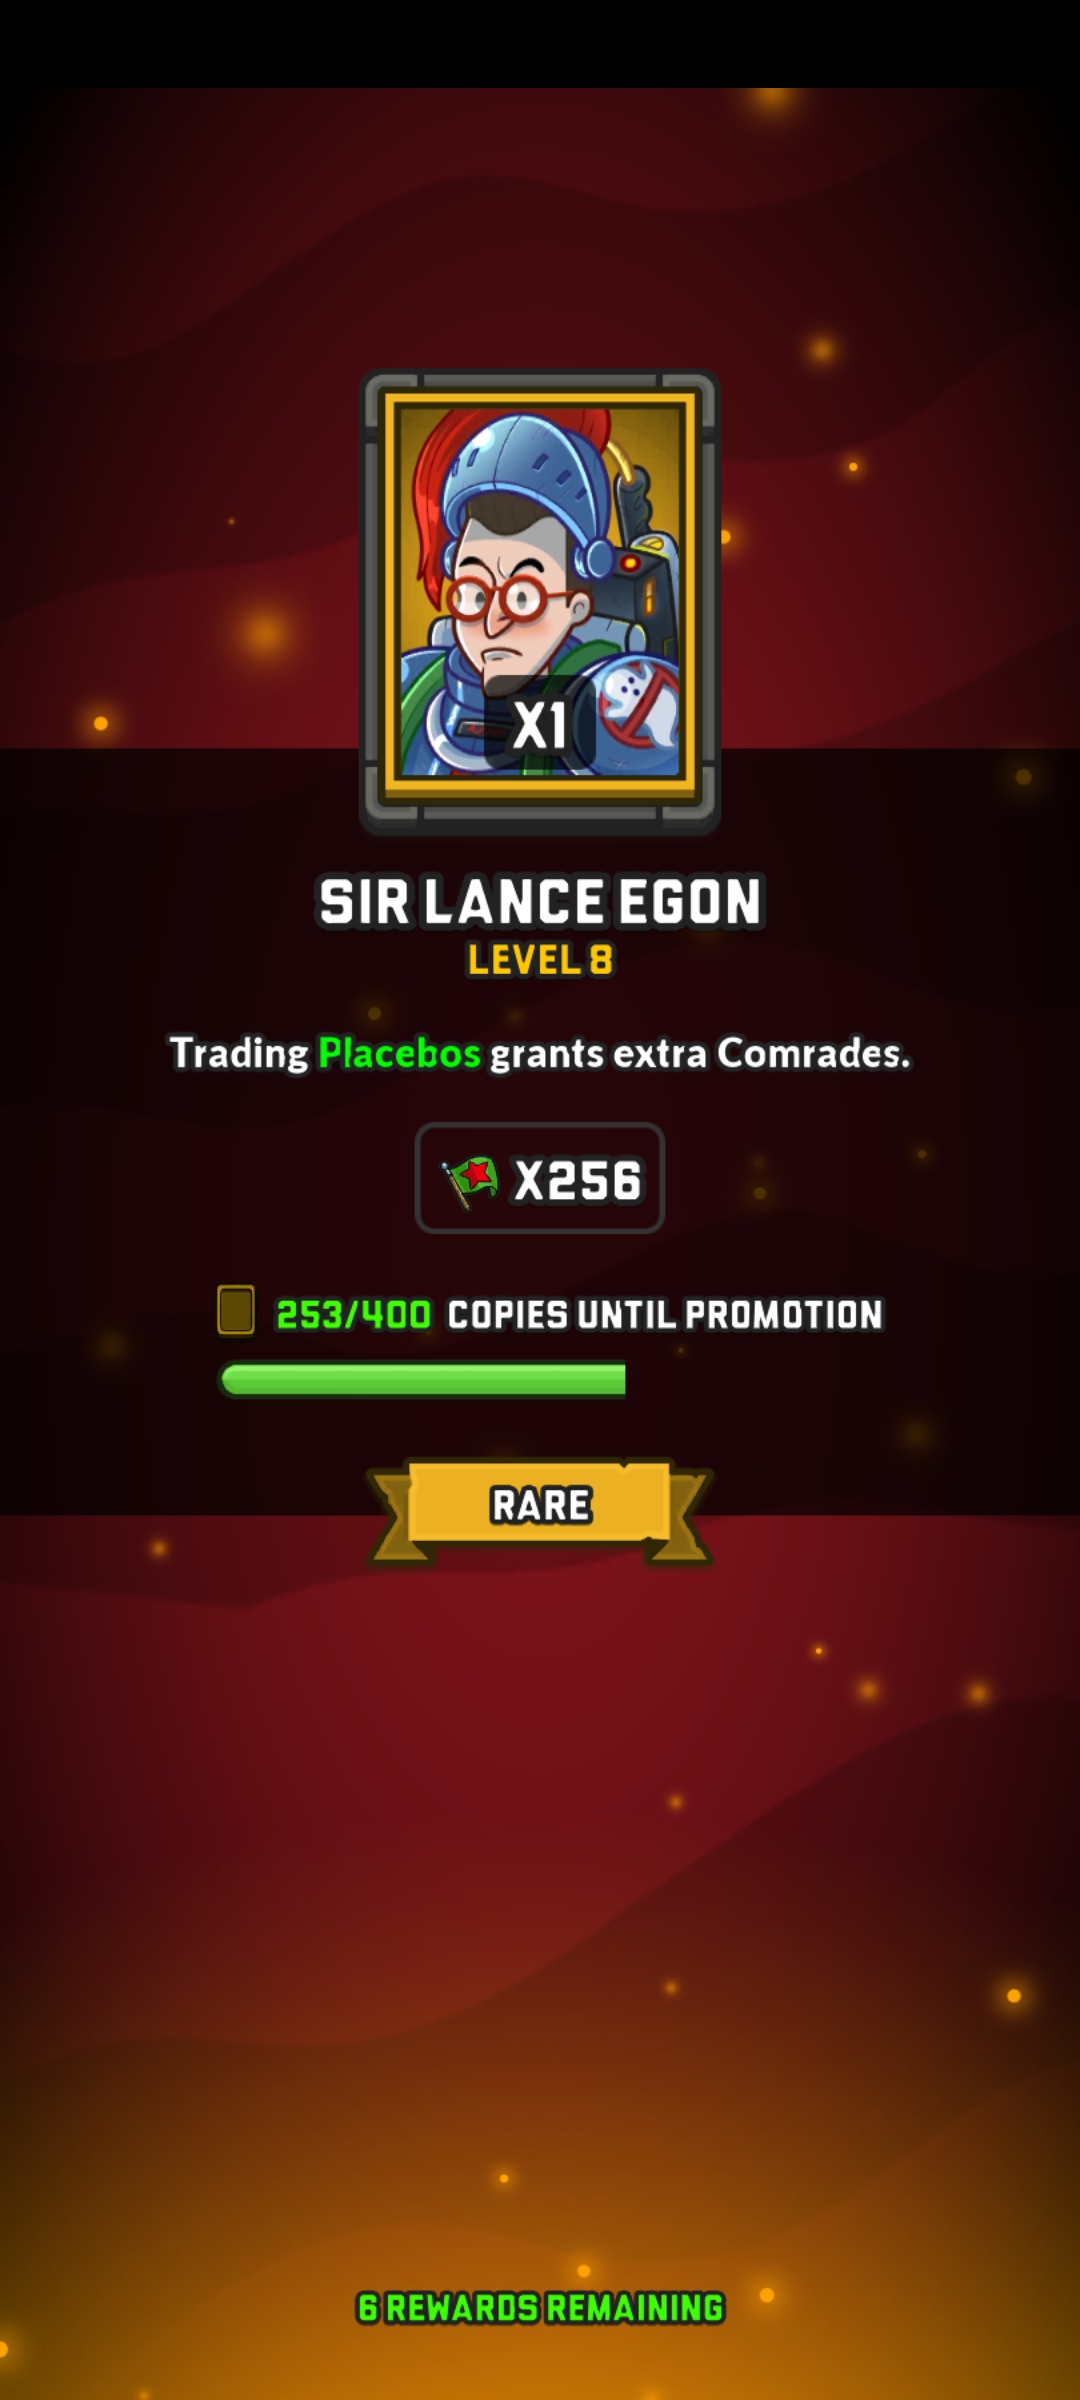 X1
SIR LANCE EGON
LEVEL 8
Trading Placebos grants extra Comrades.
X256
253/400 COPIES UNTIL PROMOTION
RARE
6 REWARDS REMAINING